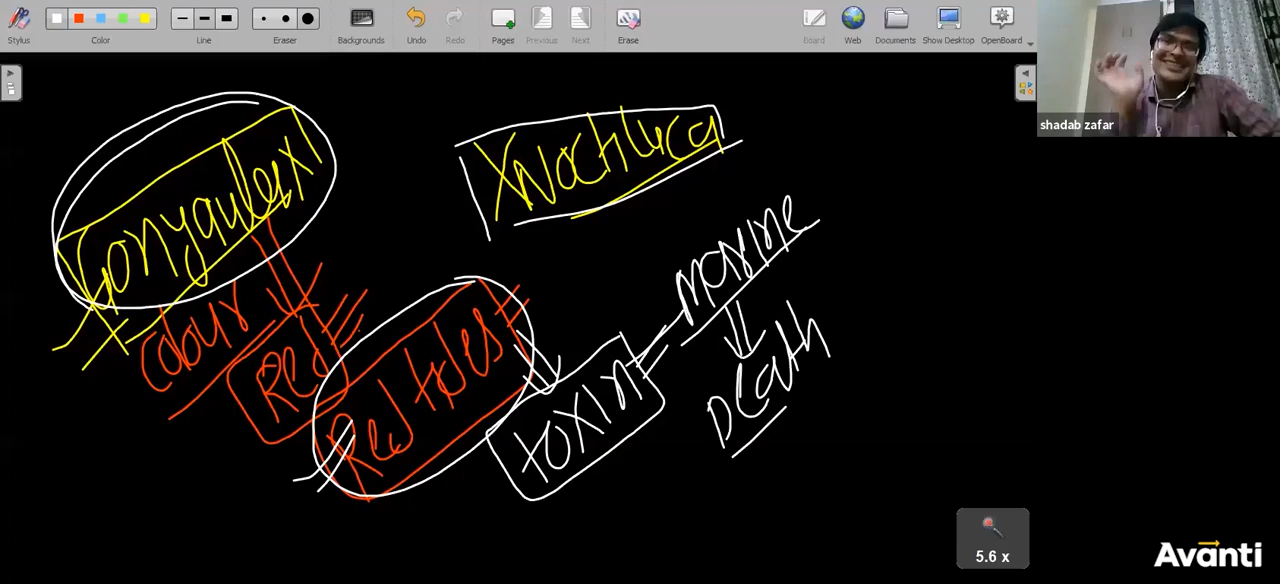 Stylus
Color
Line
Eraser
Backgrounds
Undo
Redo
Pages
Previous
Next
Erase
Board
Web
Documents
Show Desktop
OpenBoard
shadab zafar
Gonyaulex
XNoctiluca
marine
colour
Red
Red tides
toxin
Death
5.6 x
Avanti